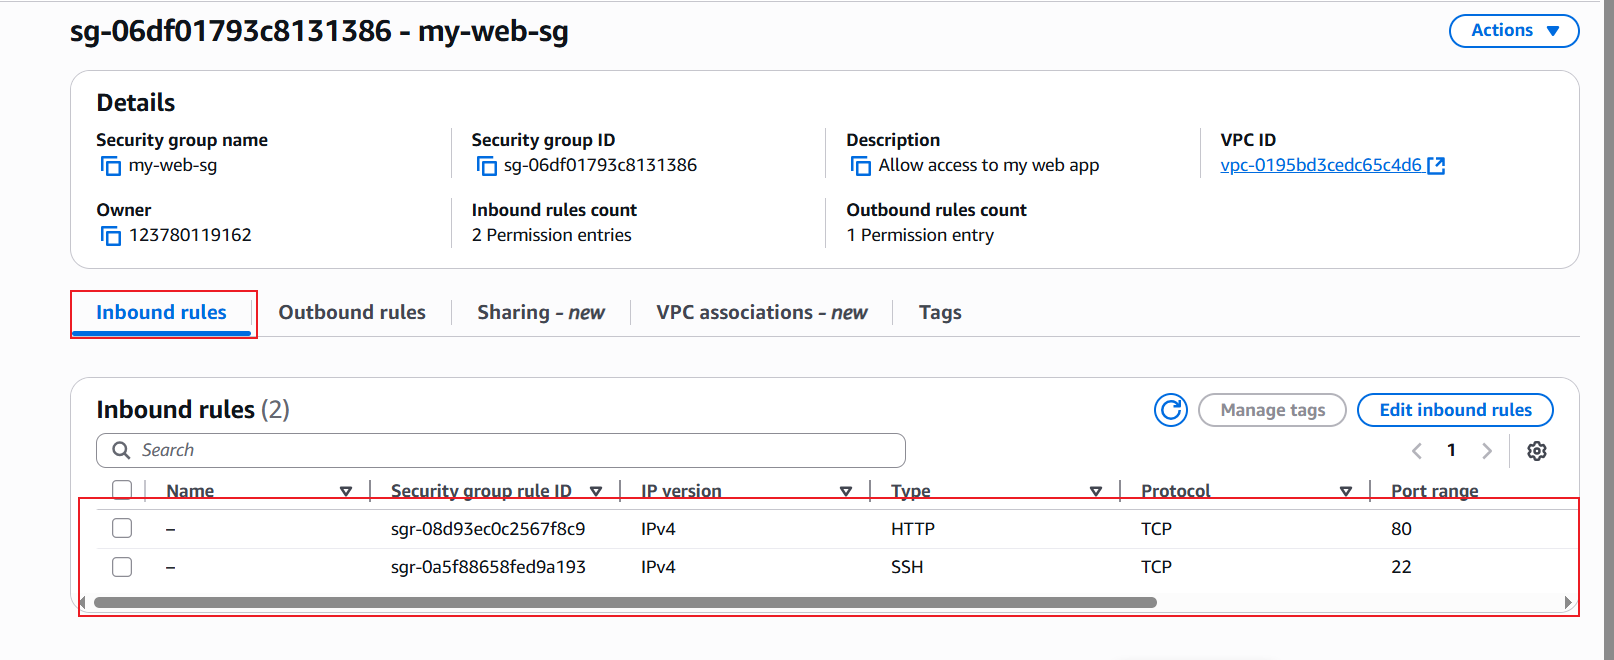 sg-06df01793c8131386 - my-web-sg
Actions
Details
Security group name
my-web-sg
Security group ID
sg-06df01793c8131386
Description
Allow access to my web app
VPC ID
vpc-0195bd3cedc65c4d6
Owner
123780119162
Inbound rules count
2 Permission entries
Outbound rules count
1 Permission entry
Inbound rules Outbound rules Sharing - new VPC associations - new Tags
Inbound rules (2)
Manage tags
Edit inbound rules
Search
1
Name Security group rule ID IP version Type Protocol Port range
– sgr-08d93ec0c2567f8c9 IPv4 HTTP TCP 80
– sgr-0a5f88658fed9a193 IPv4 SSH TCP 22